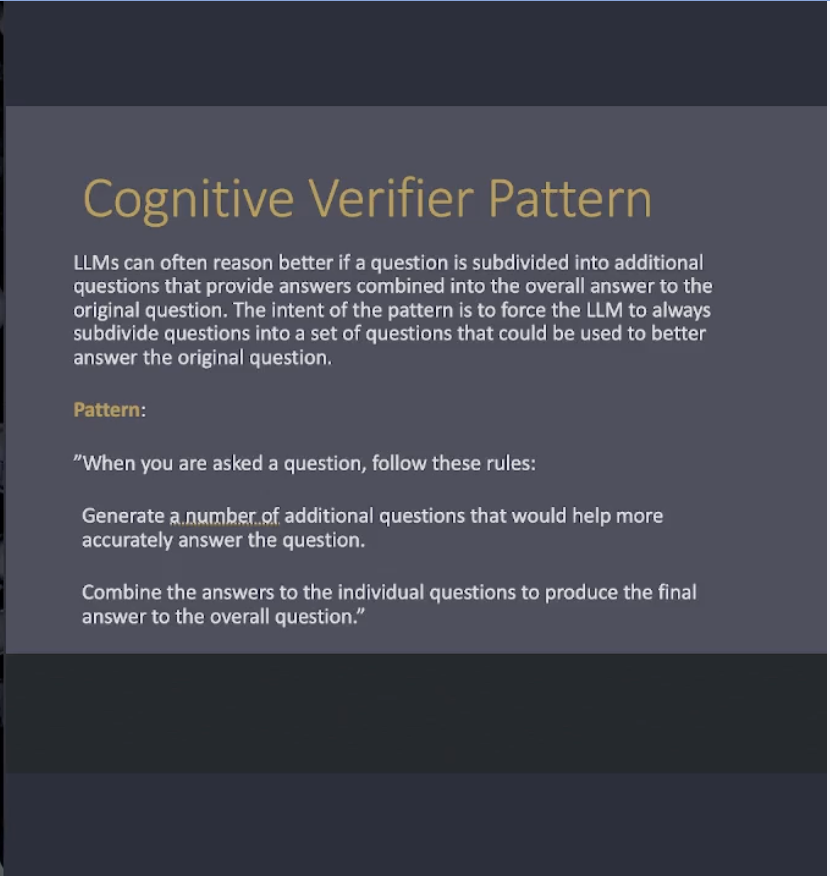 Cognitive Verifier Pattern
LLMs can often reason better if a question is subdivided into additional
questions that provide answers combined into the overall answer to the
original question. The intent of the pattern is to force the LLM to always
subdivide questions into a set of questions that could be used to better
answer the original question.
Pattern:
”When you are asked a question, follow these rules:
Generate a number of additional questions that would help more
accurately answer the question.
Combine the answers to the individual questions to produce the final
answer to the overall question.”